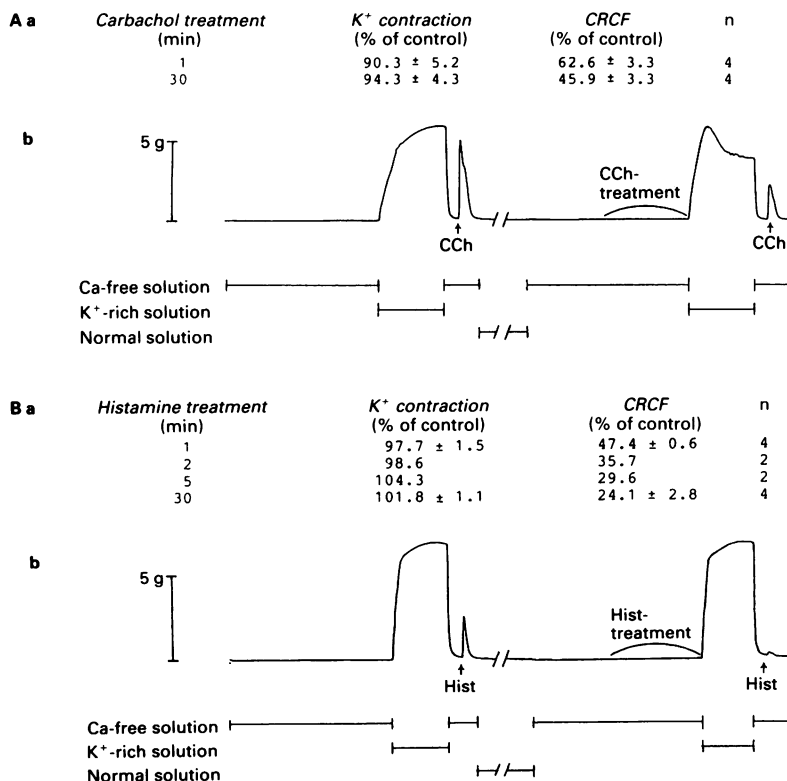 A a Carbachol treatment K+ contraction CRCF n
(min) (% of control) (% of control)
1 90.3 ± 5.2 62.6 ± 3.3 4
30 94.3 ± 4.3 45.9 ± 3.3 4
b
5 g
CCh-
treatment
CCh CCh
Ca-free solution
K+-rich solution
Normal solution
B a Histamine treatment K+ contraction CRCF n
(min) (% of control) (% of control)
1 97.7 ± 1.5 47.4 ± 0.6 4
2 98.6 35.7 2
5 104.3 29.6 2
30 101.8 ± 1.1 24.1 ± 2.8 4
b
5 g
Hist-
treatment
Hist Hist
Ca-free solution
K+-rich solution
Normal solution